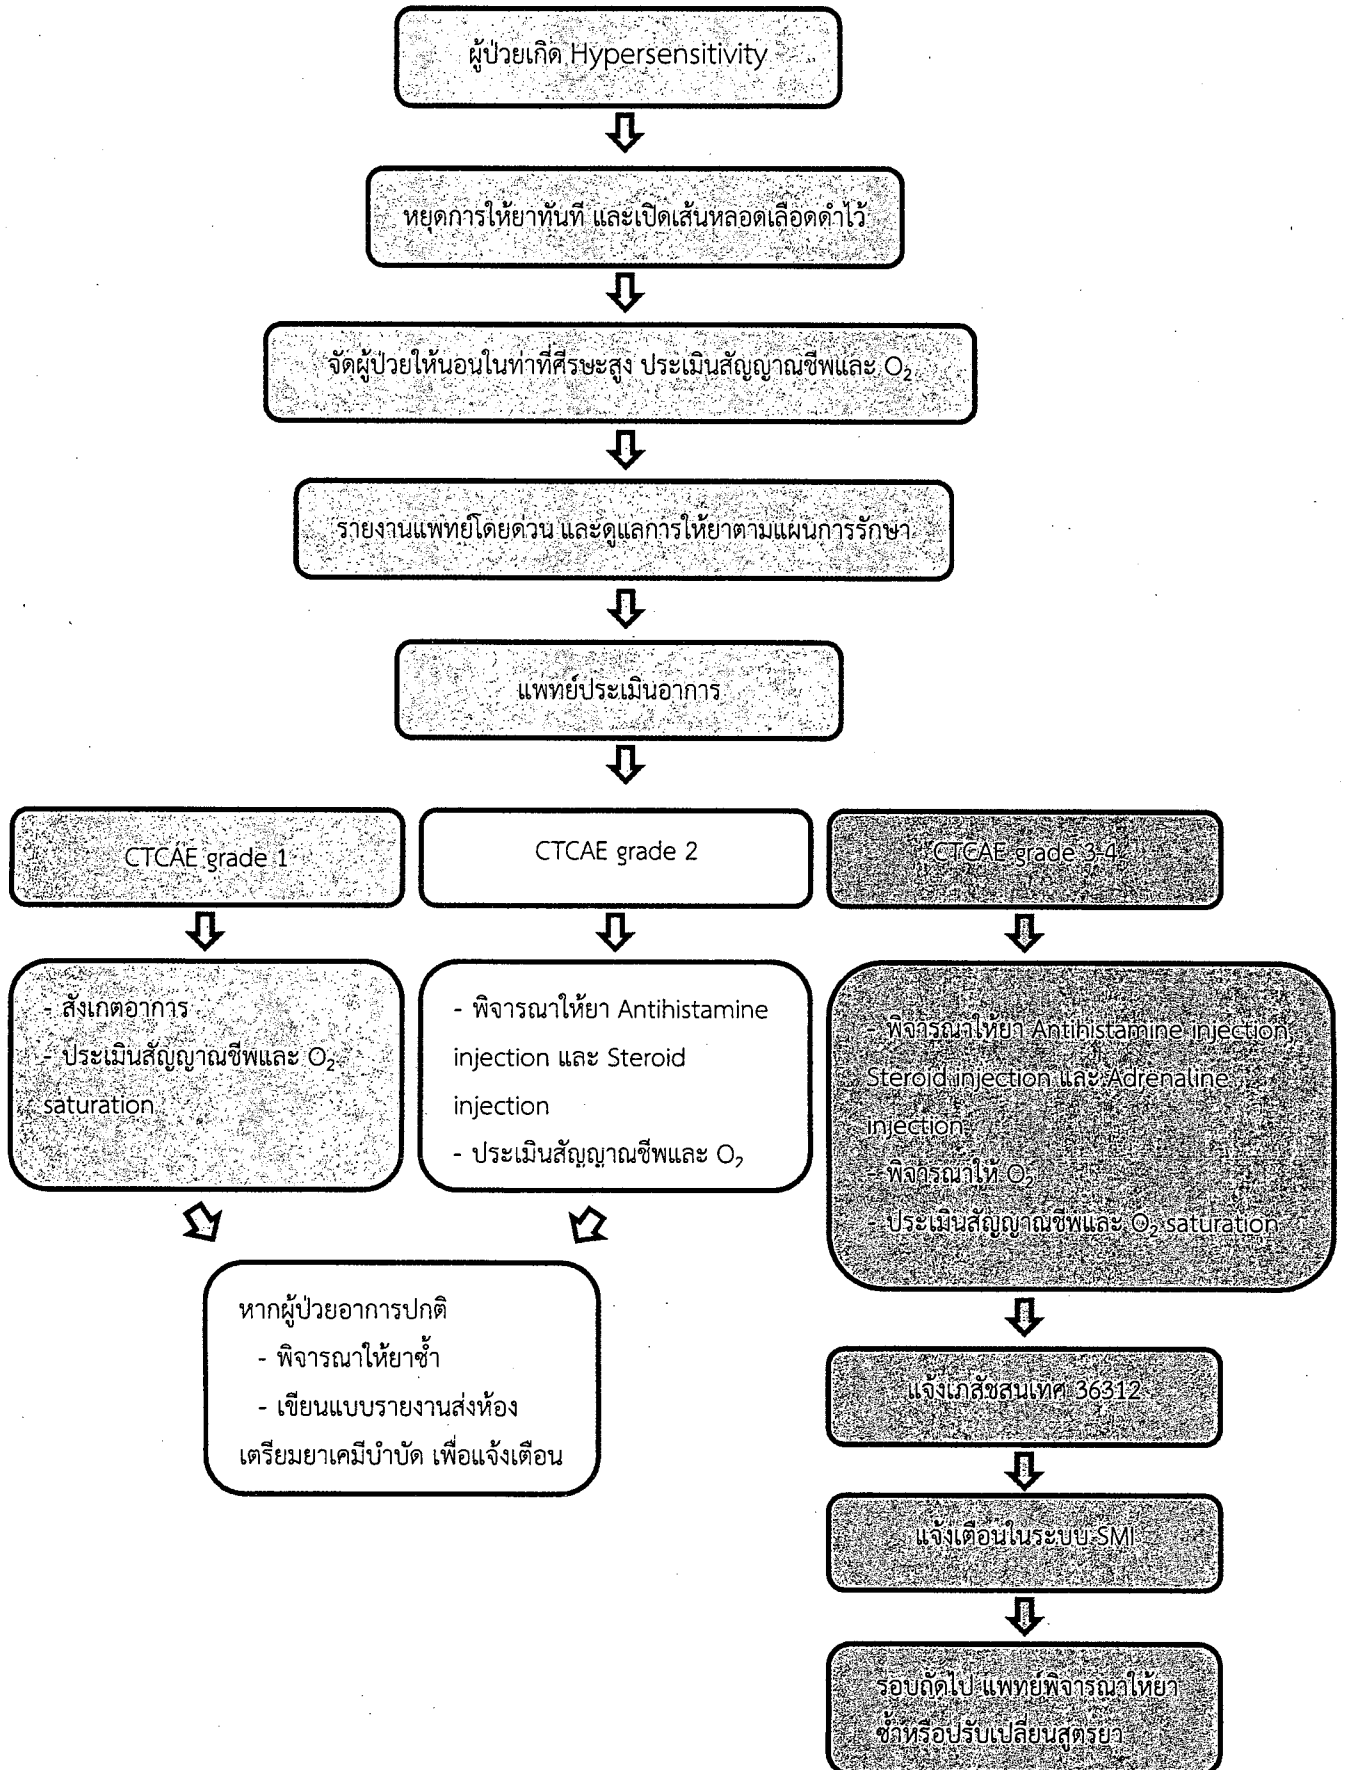 ผู้ป่วยเกิด Hypersensitivity
หยุดการให้ยาทันที และเปิดเส้นหลอดเลือดดำไว้
จัดผู้ป่วยให้นอนในท่าที่ศีรษะสูง ประเมินสัญญาณชีพและ O₂
รายงานแพทย์โดยด่วน และดูแลการให้ยาตามแผนการรักษา
แพทย์ประเมินอาการ
CTCAE grade 1
CTCAE grade 2
CTCAE grade 3-4
- สังเกตอาการ
- ประเมินสัญญาณชีพและ O₂
saturation
- พิจารณาให้ยา Antihistamine
injection และ Steroid
injection
- ประเมินสัญญาณชีพและ O₂
- พิจารณาให้ยา Antihistamine injection,
Steroid injection และ Adrenaline
injection
- พิจารณาให้ O₂
- ประเมินสัญญาณชีพและ O₂ saturation
หากผู้ป่วยอาการปกติ
- พิจารณาให้ยาซ้ำ
- เขียนแบบรายงานส่งห้อง
เตรียมยาเคมีบำบัด เพื่อแจ้งเตือน
แจ้งเภสัชสนเทศ 36312
แจ้งเตือนในระบบ SMI
รอบถัดไป แพทย์พิจารณาให้ยา
ซ้ำหรือปรับเปลี่ยนสูตรยา